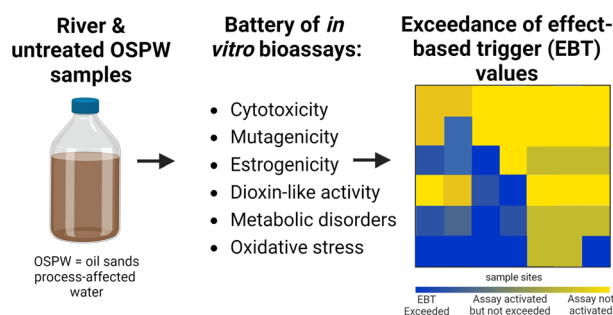 River &
untreated OSPW
samples
OSPW = oil sands
process-affected
water
Battery of in
vitro bioassays:
• Cytotoxicity
• Mutagenicity
• Estrogenicity
• Dioxin-like activity
• Metabolic disorders
• Oxidative stress
Exceedance of effect-
based trigger (EBT)
values
sample sites
EBT
Exceeded
Assay activated
but not exceeded
Assay not
activated